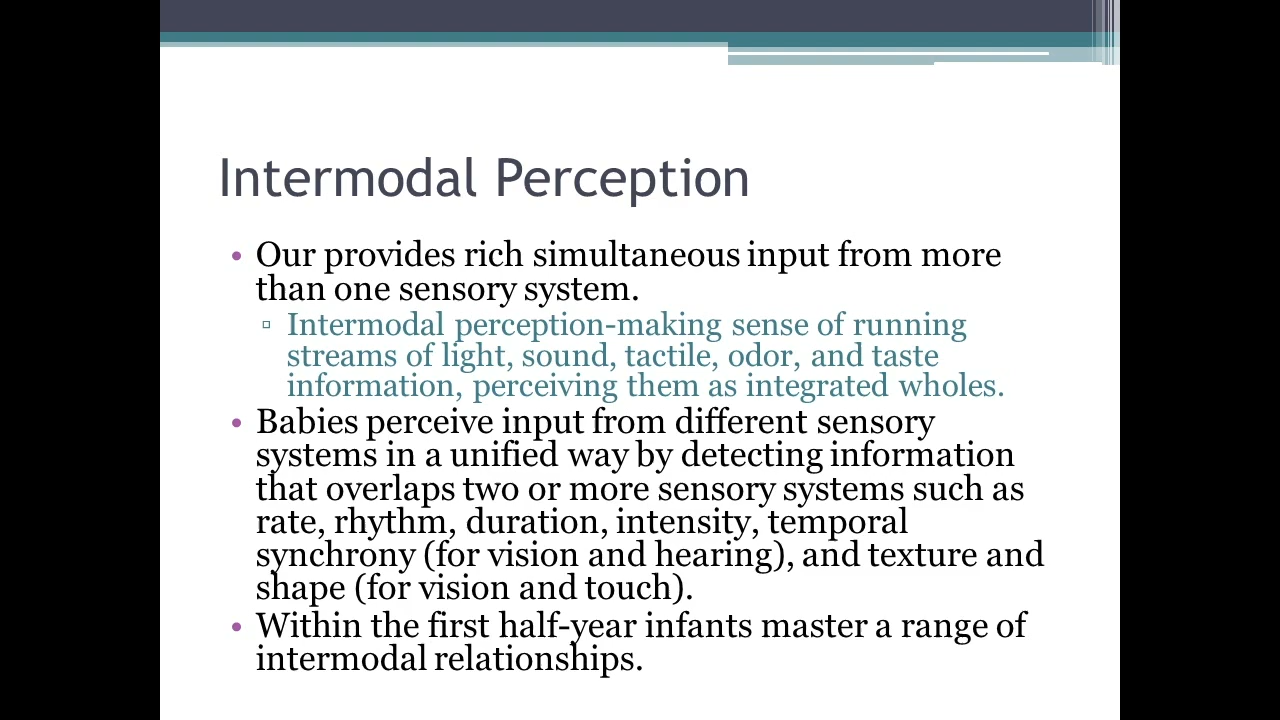 Intermodal Perception
• Our provides rich simultaneous input from more
than one sensory system.
▫ Intermodal perception-making sense of running
streams of light, sound, tactile, odor, and taste
information, perceiving them as integrated wholes.
• Babies perceive input from different sensory
systems in a unified way by detecting information
that overlaps two or more sensory systems such as
rate, rhythm, duration, intensity, temporal
synchrony (for vision and hearing), and texture and
shape (for vision and touch).
• Within the first half-year infants master a range of
intermodal relationships.